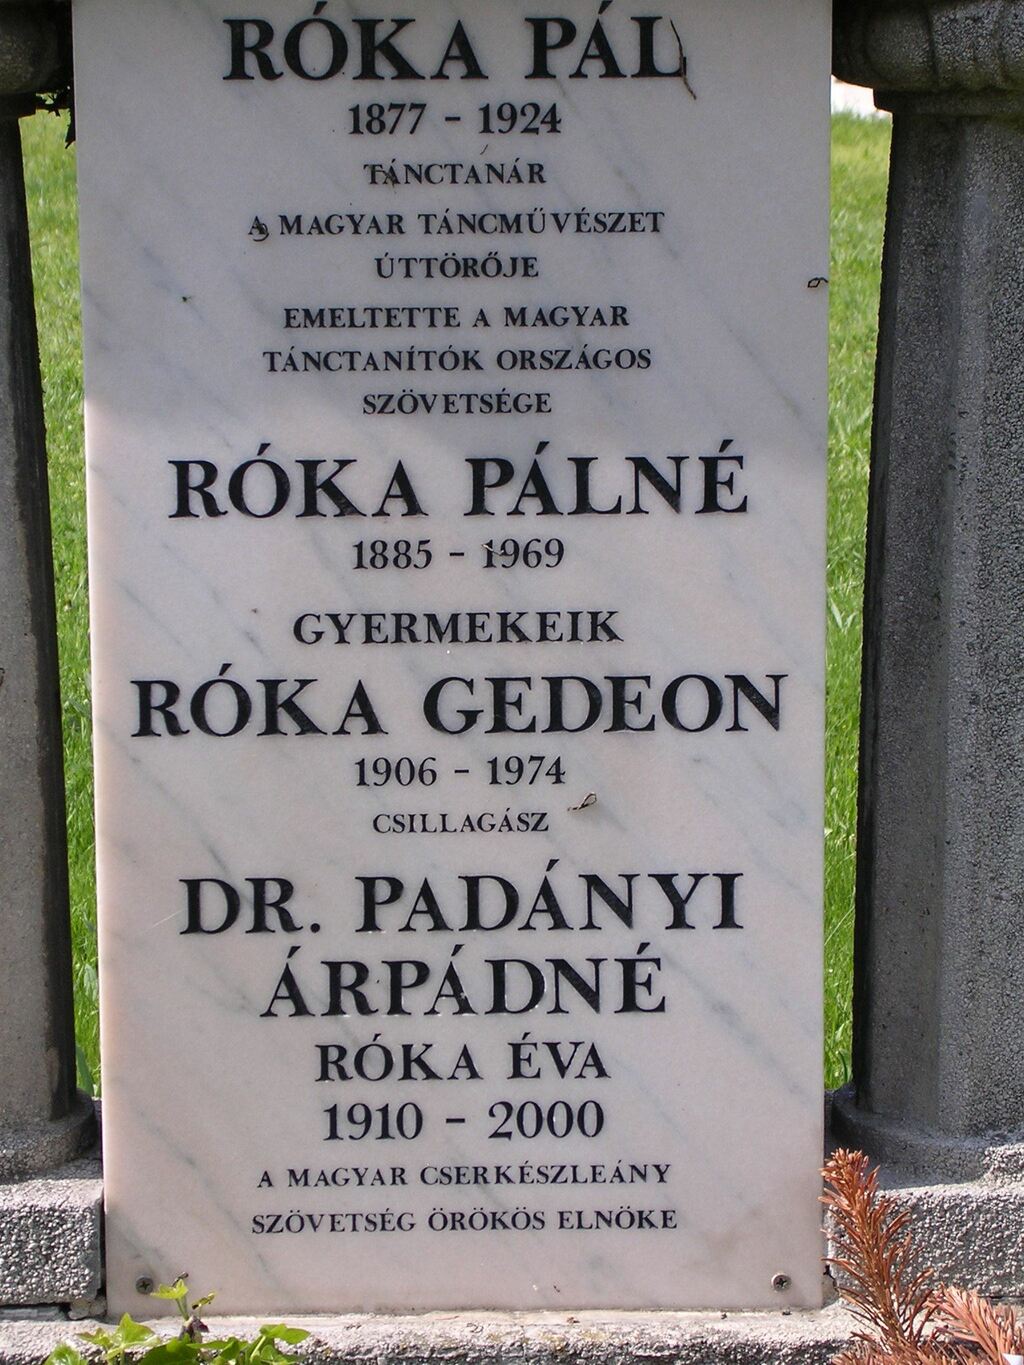 RÓKA PÁL
1877 - 1924
TÁNCTANÁR
A MAGYAR TÁNCMŰVÉSZET
ÚTTÖRŐJE
EMELTETTE A MAGYAR
TÁNCTANÍTÓK ORSZÁGOS
SZÖVETSÉGE
RÓKA PÁLNÉ
1885 - 1969
GYERMEKEIK
RÓKA GEDEON
1906 - 1974
CSILLAGÁSZ
DR. PADÁNYI
ÁRPÁDNÉ
RÓKA ÉVA
1910 - 2000
A MAGYAR CSERKÉSZLEÁNY
SZÖVETSÉG ÖRÖKÖS ELNÖKE